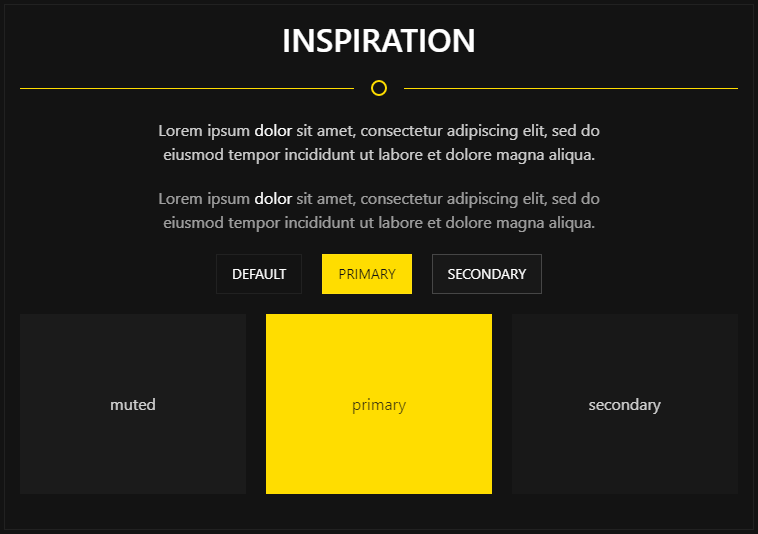 INSPIRATION
Lorem ipsum dolor sit amet, consectetur adipiscing elit, sed do
eiusmod tempor incididunt ut labore et dolore magna aliqua.
Lorem ipsum dolor sit amet, consectetur adipiscing elit, sed do
eiusmod tempor incididunt ut labore et dolore magna aliqua.
DEFAULT PRIMARY SECONDARY
muted primary secondary